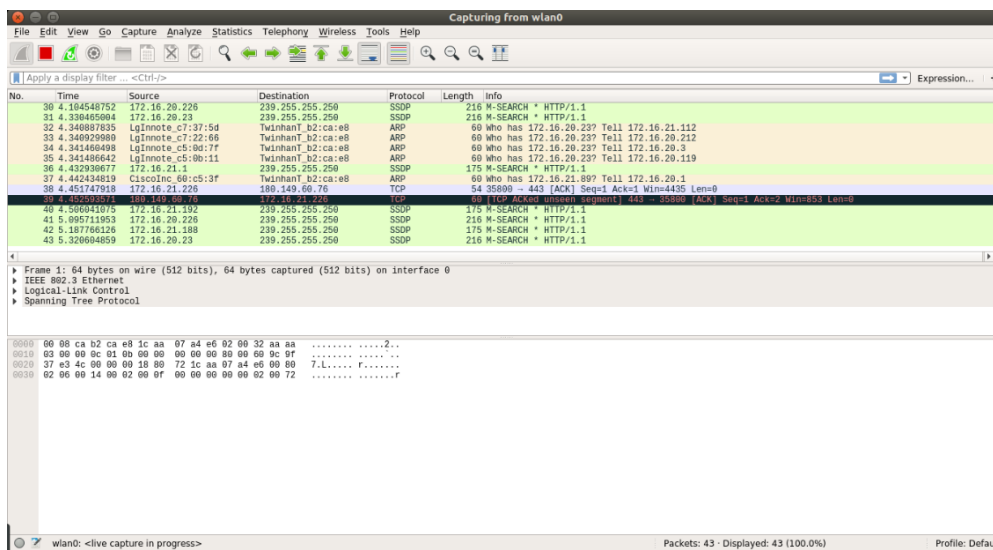 Capturing from wlan0
File Edit View Go Capture Analyze Statistics Telephony Wireless Tools Help
Apply a display filter ... <Ctrl-/> Expression...
No. Time Source Destination Protocol Length Info
30 4.104548752 172.16.20.226 239.255.255.250 SSDP 216 M-SEARCH * HTTP/1.1
31 4.330465004 172.16.20.23 239.255.255.250 SSDP 216 M-SEARCH * HTTP/1.1
32 4.340887835 LgInnote_c7:37:5d TwinhanT_b2:ca:e8 ARP 60 Who has 172.16.20.23? Tell 172.16.21.112
33 4.340929980 LgInnote_c7:22:66 TwinhanT_b2:ca:e8 ARP 60 Who has 172.16.20.23? Tell 172.16.20.212
34 4.341460498 LgInnote_c5:0d:7f TwinhanT_b2:ca:e8 ARP 60 Who has 172.16.20.23? Tell 172.16.20.3
35 4.341486642 LgInnote_c5:0b:11 TwinhanT_b2:ca:e8 ARP 60 Who has 172.16.20.23? Tell 172.16.20.119
36 4.432930677 172.16.21.1 239.255.255.250 SSDP 175 M-SEARCH * HTTP/1.1
37 4.442434819 CiscoInc_60:c5:3f TwinhanT_b2:ca:e8 ARP 60 Who has 172.16.21.89? Tell 172.16.20.1
38 4.451747918 172.16.21.226 180.149.60.76 TCP 54 35800 → 443 [ACK] Seq=1 Ack=1 Win=4435 Len=0
39 4.452593571 180.149.60.76 172.16.21.226 TCP 60 [TCP ACKed unseen segment] 443 → 35800 [ACK] Seq=1 Ack=2 Win=853 Len=0
40 4.506041075 172.16.21.192 239.255.255.250 SSDP 175 M-SEARCH * HTTP/1.1
41 5.095711953 172.16.20.226 239.255.255.250 SSDP 216 M-SEARCH * HTTP/1.1
42 5.187766126 172.16.21.188 239.255.255.250 SSDP 175 M-SEARCH * HTTP/1.1
43 5.320604859 172.16.20.23 239.255.255.250 SSDP 216 M-SEARCH * HTTP/1.1
Frame 1: 64 bytes on wire (512 bits), 64 bytes captured (512 bits) on interface 0
IEEE 802.3 Ethernet
Logical-Link Control
Spanning Tree Protocol
0000 00 08 ca b2 ca e8 1c aa 07 a4 e6 02 00 32 aa aa ........ .....2..
0010 03 00 00 0c 01 0b 00 00 00 00 00 80 00 60 9c 9f ........ .....`..
0020 37 e3 4c 00 00 00 18 80 72 1c aa 07 a4 e6 00 80 7.L..... r.......
0030 02 06 00 14 00 02 00 0f 00 00 00 00 00 02 00 72 ........ .......r
wlan0: <live capture in progress> Packets: 43 · Displayed: 43 (100.0%) Profile: Defau